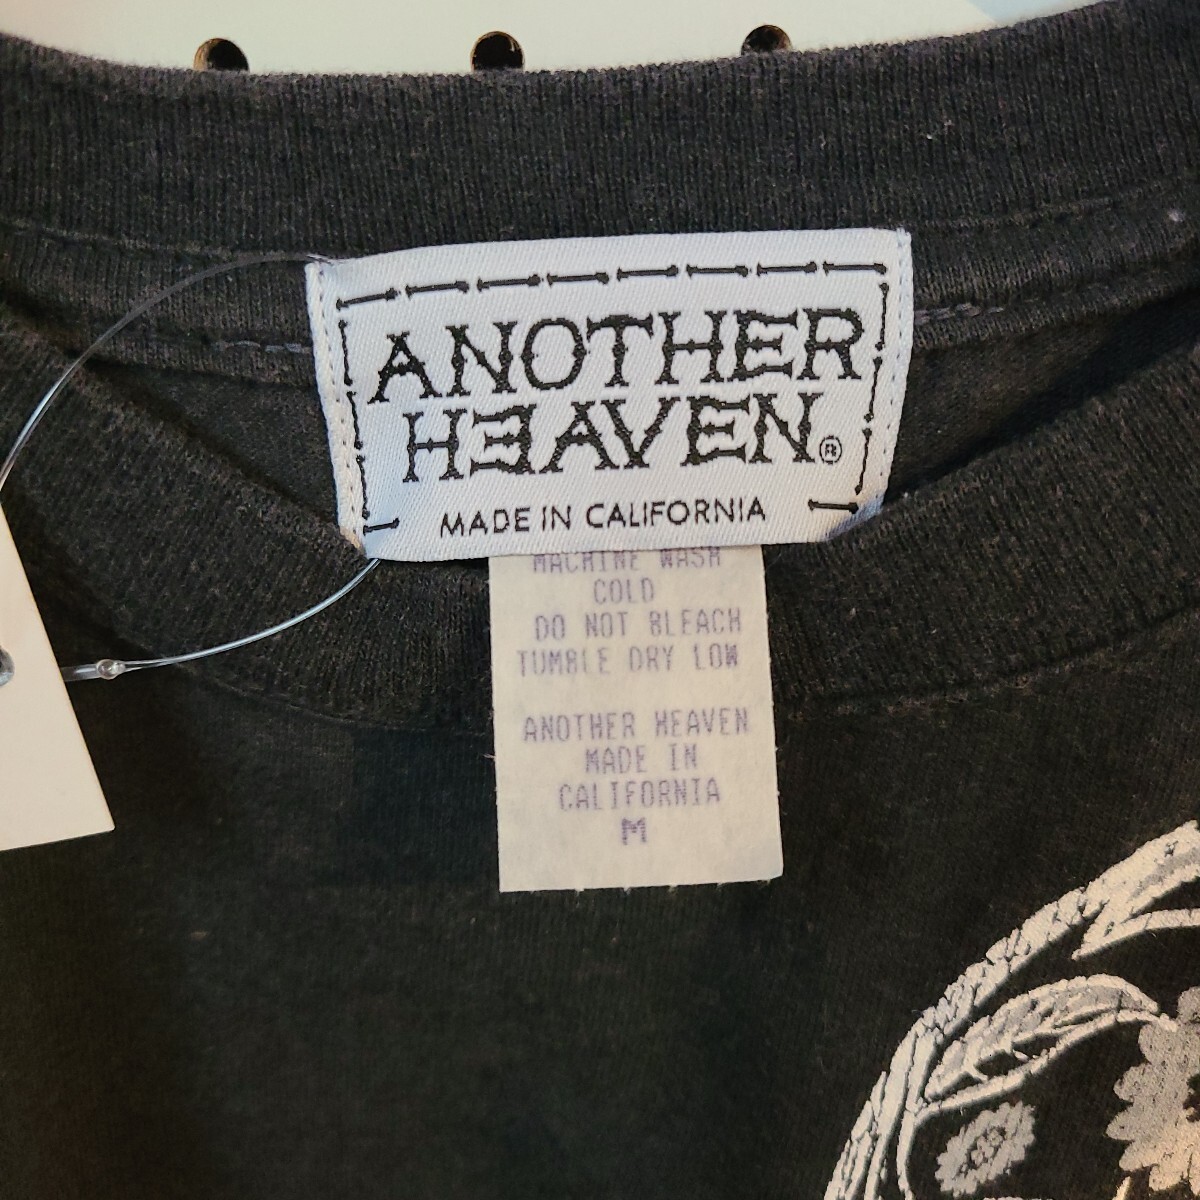 ANOTHER
HEAVEN®
MADE IN CALIFORNIA
MACHINE WASH
COLD
DO NOT BLEACH
TUMBLE DRY LOW
ANOTHER HEAVEN
MADE IN
CALIFORNIA
M